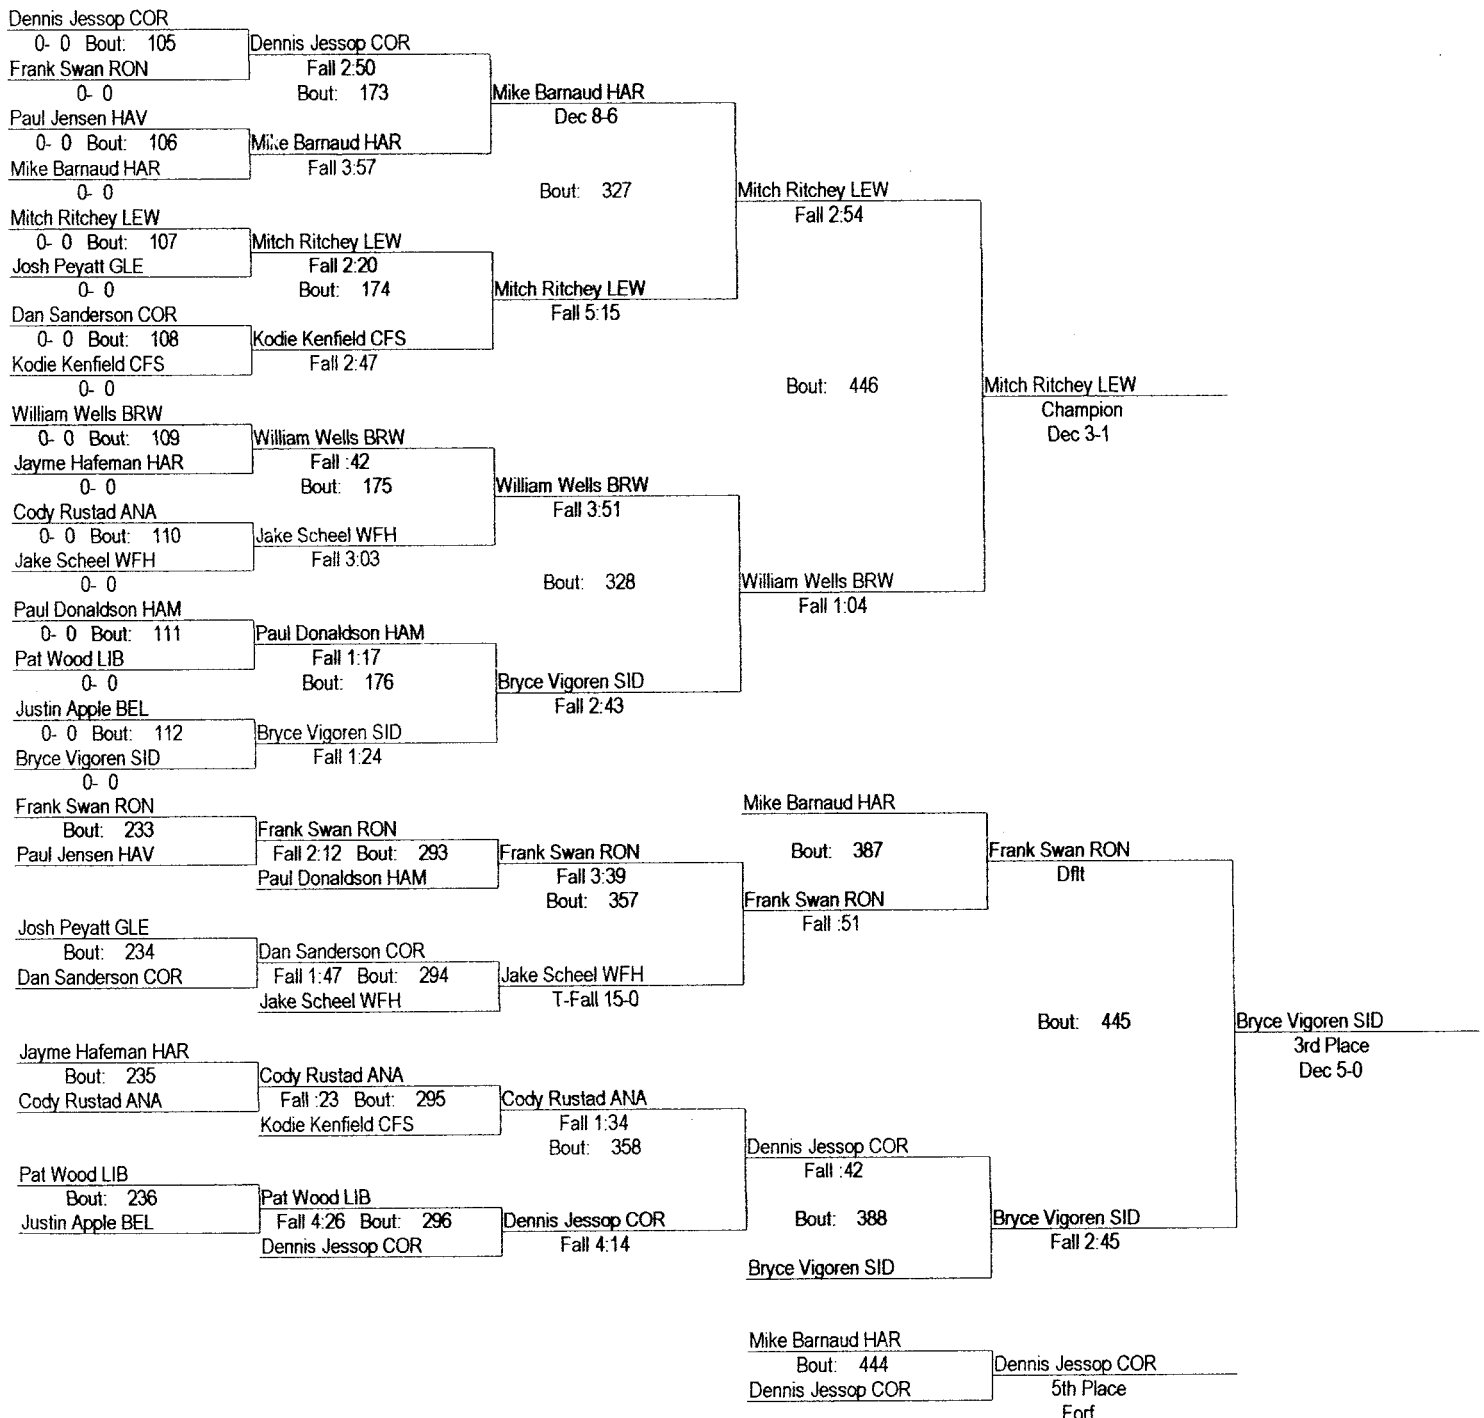 Dennis Jessop COR
0- 0 Bout: 105
Frank Swan RON
0- 0
Paul Jensen HAV
0- 0 Bout: 106
Mike Barnaud HAR
0- 0
Mitch Ritchey LEW
0- 0 Bout: 107
Josh Peyatt GLE
0- 0
Dan Sanderson COR
0- 0 Bout: 108
Kodie Kenfield CFS
0- 0
William Wells BRW
0- 0 Bout: 109
Jayme Hafeman HAR
0- 0
Cody Rustad ANA
0- 0 Bout: 110
Jake Scheel WFH
0- 0
Paul Donaldson HAM
0- 0 Bout: 111
Pat Wood LIB
0- 0
Justin Apple BEL
0- 0 Bout: 112
Bryce Vigoren SID
0- 0
Dennis Jessop COR
Fall 2:50
Bout: 173
Mike Barnaud HAR
Fall 3:57
Mitch Ritchey LEW
Fall 2:20
Bout: 174
Kodie Kenfield CFS
Fall 2:47
William Wells BRW
Fall :42
Bout: 175
Jake Scheel WFH
Fall 3:03
Paul Donaldson HAM
Fall 1:17
Bout: 176
Bryce Vigoren SID
Fall 1:24
Mike Barnaud HAR
Dec 8-6
Bout: 327
Mitch Ritchey LEW
Fall 5:15
William Wells BRW
Fall 3:51
Bout: 328
Bryce Vigoren SID
Fall 2:43
Mitch Ritchey LEW
Fall 2:54
Bout: 446
William Wells BRW
Fall 1:04
Mitch Ritchey LEW
Champion
Dec 3-1
Frank Swan RON
Bout: 233
Paul Jensen HAV
Josh Peyatt GLE
Bout: 234
Dan Sanderson COR
Jayme Hafeman HAR
Bout: 235
Cody Rustad ANA
Pat Wood LIB
Bout: 236
Justin Apple BEL
Frank Swan RON
Fall 2:12 Bout: 293
Paul Donaldson HAM
Dan Sanderson COR
Fall 1:47 Bout: 294
Jake Scheel WFH
Cody Rustad ANA
Fall :23 Bout: 295
Kodie Kenfield CFS
Pat Wood LIB
Fall 4:26 Bout: 296
Dennis Jessop COR
Frank Swan RON
Fall 3:39
Bout: 357
Jake Scheel WFH
T-Fall 15-0
Cody Rustad ANA
Fall 1:34
Bout: 358
Dennis Jessop COR
Fall 4:14
Mike Barnaud HAR
Bout: 387
Frank Swan RON
Fall :51
Dennis Jessop COR
Fall :42
Bout: 388
Bryce Vigoren SID
Frank Swan RON
Dflt
Bout: 445
Bryce Vigoren SID
Fall 2:45
Bryce Vigoren SID
3rd Place
Dec 5-0
Mike Barnaud HAR
Bout: 444
Dennis Jessop COR
Dennis Jessop COR
5th Place
Forf